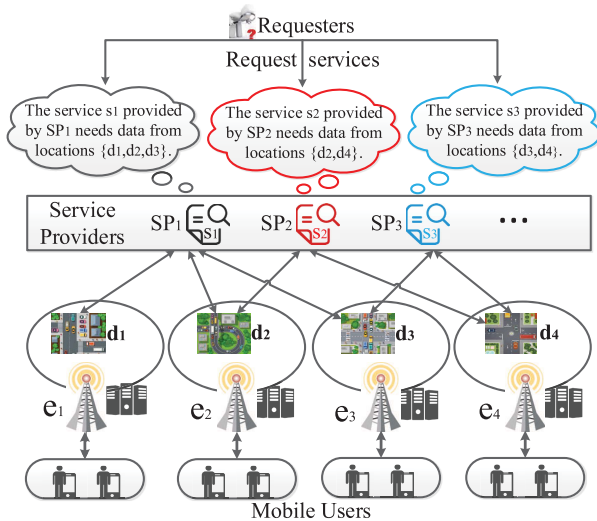 ?
Requesters
Request services
The service s1 provided
by SP1 needs data from
locations {d1,d2,d3}.
The service s2 provided
by SP2 needs data from
locations {d2,d4}.
The service s3 provided
by SP3 needs data from
locations {d3,d4}.
Service
Providers
SP1
S1
SP2
S2
SP3
S3
...
d1
d2
d3
d4
e1
e2
e3
e4
Mobile Users